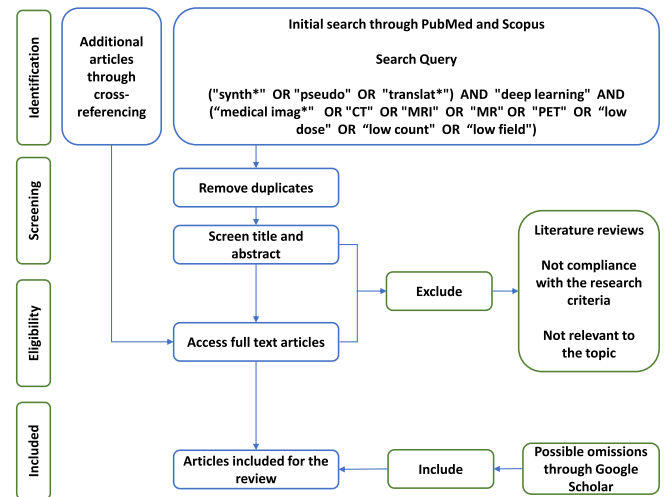 Identification
Additional
articles
through
cross-
referencing
Initial search through PubMed and Scopus
Search Query
("synth*" OR "pseudo" OR "translat*") AND "deep learning" AND
(“medical imag*" OR "CT" OR "MRI" OR "MR" OR "PET" OR “low
dose" OR “low count" OR “low field")
Screening
Remove duplicates
Screen title and
abstract
Literature reviews
Not compliance
with the research
criteria
Not relevant to
the topic
Exclude
Eligibility
Access full text articles
Included
Articles included for the
review
Include
Possible omissions
through Google
Scholar